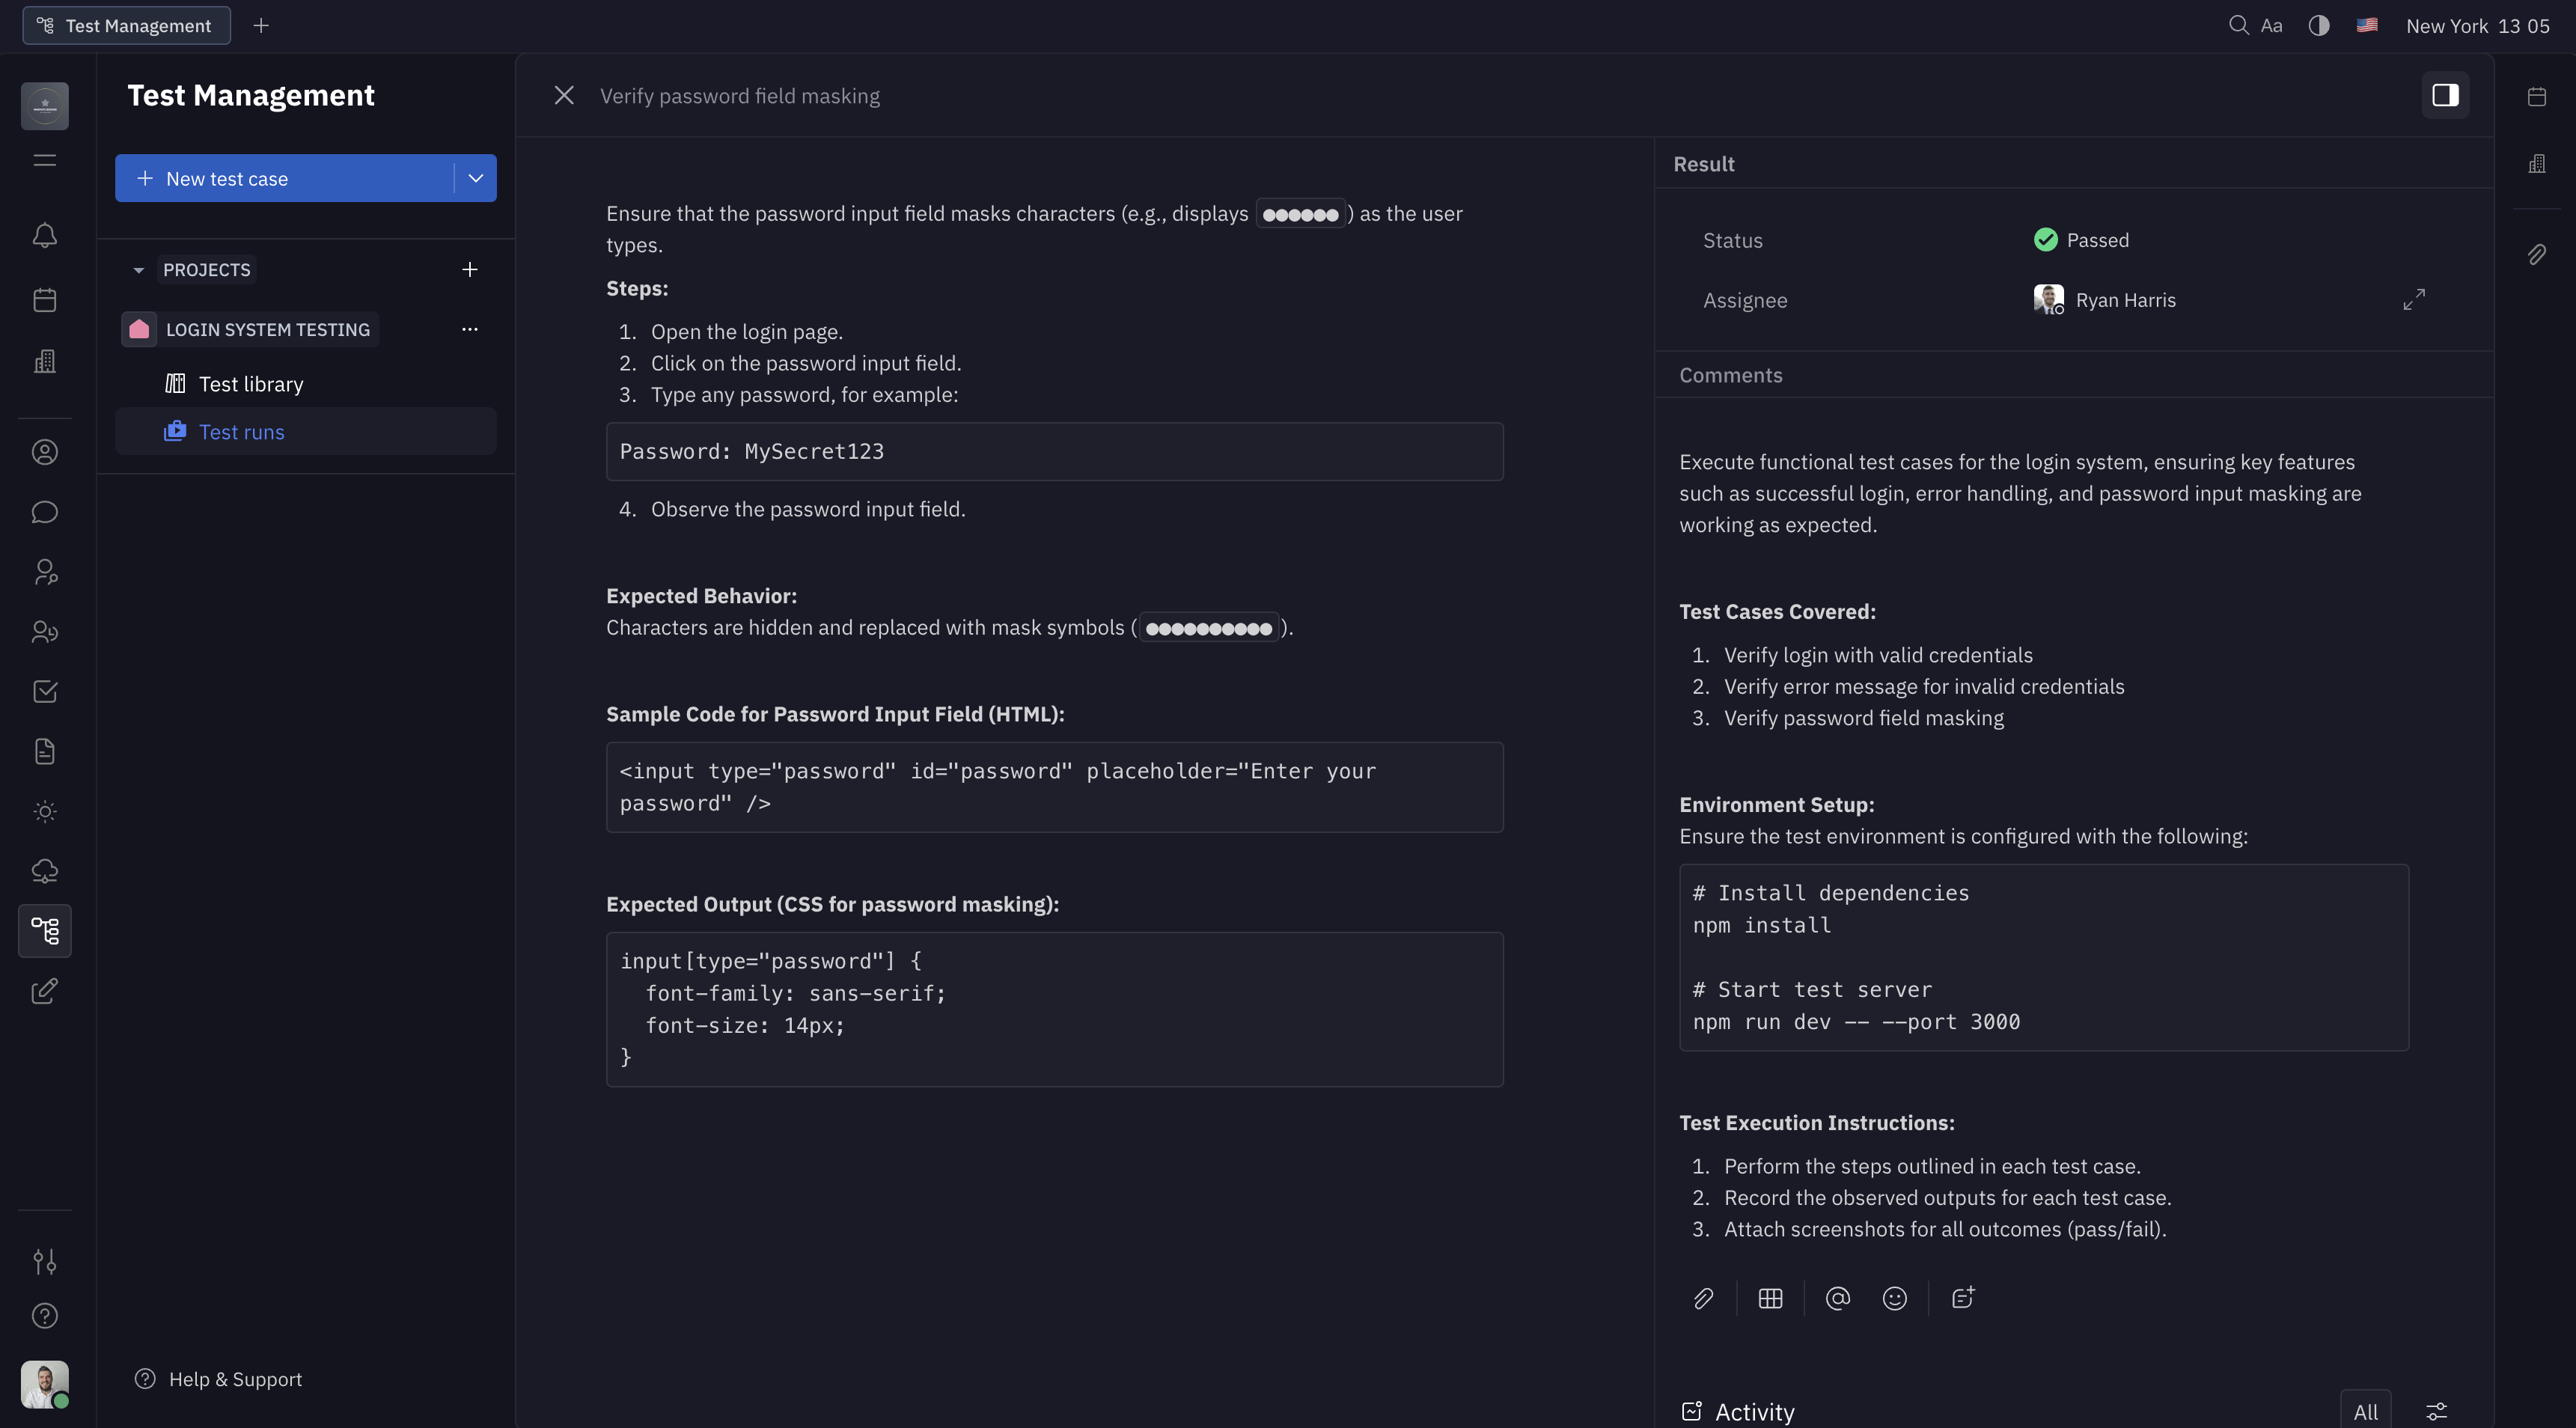 Test Management
Aa
New York 13 05
Test Management
New test case
PROJECTS
LOGIN SYSTEM TESTING
Test library
Test runs
Help & Support
Verify password field masking
Ensure that the password input field masks characters (e.g., displays ●●●●●● ) as the user
types.
Steps:
1. Open the login page.
2. Click on the password input field.
3. Type any password, for example:
Password: MySecret123
4. Observe the password input field.
Expected Behavior:
Characters are hidden and replaced with mask symbols ( ●●●●●●●●●● ).
Sample Code for Password Input Field (HTML):
<input type="password" id="password" placeholder="Enter your
password" />
Expected Output (CSS for password masking):
input[type="password"] {
  font-family: sans-serif;
  font-size: 14px;
}
Result
Status Passed
Assignee Ryan Harris
Comments
Execute functional test cases for the login system, ensuring key features
such as successful login, error handling, and password input masking are
working as expected.
Test Cases Covered:
1. Verify login with valid credentials
2. Verify error message for invalid credentials
3. Verify password field masking
Environment Setup:
Ensure the test environment is configured with the following:
# Install dependencies
npm install
# Start test server
npm run dev -- --port 3000
Test Execution Instructions:
1. Perform the steps outlined in each test case.
2. Record the observed outputs for each test case.
3. Attach screenshots for all outcomes (pass/fail).
Activity
All